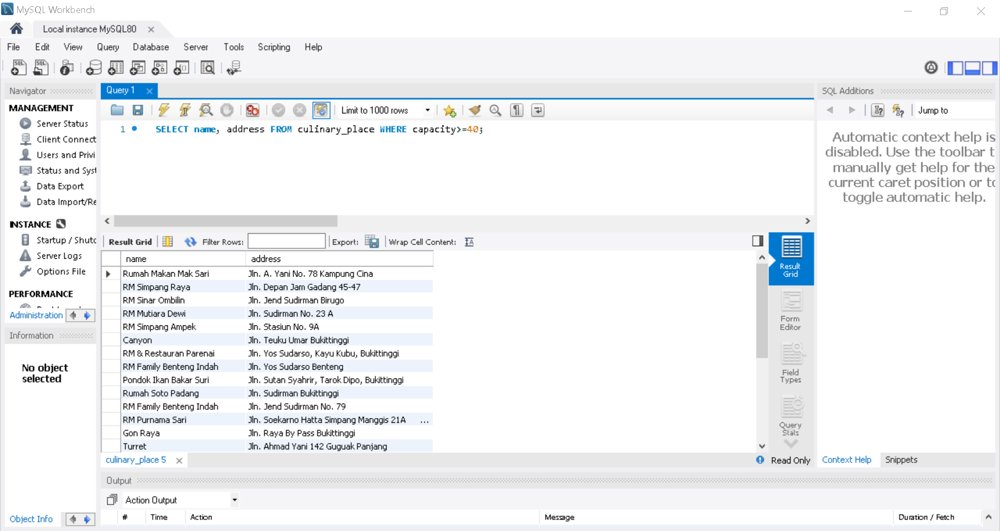 MySQL Workbench
Local instance MySQL80
File Edit View Query Database Server Tools Scripting Help
Navigator
MANAGEMENT
Server Status
Client Connect
Users and Privi
Status and Syst
Data Export
Data Import/Re
INSTANCE
Startup / Shutd
Server Logs
Options File
PERFORMANCE
Administration
Information
No object
selected
Object Info
Query 1
Limit to 1000 rows
1 SELECT name, address FROM culinary_place WHERE capacity>=40;
Result Grid Filter Rows: Export: Wrap Cell Content:
name address
Rumah Makan Mak Sari Jln. A. Yani No. 78 Kampung Cina
RM Simpang Raya Jln. Depan Jam Gadang 45-47
RM Sinar Ombilin Jln. Jend Sudirman Birugo
RM Mutiara Dewi Jln. Sudirman No. 23 A
RM Simpang Ampek Jln. Stasiun No. 9A
Canyon Jln. Teuku Umar Bukittinggi
RM & Restauran Parenai Jln. Yos Sudarso, Kayu Kubu, Bukittinggi
RM Family Benteng Indah Jln. Yos Sudarso Benteng
Pondok Ikan Bakar Suri Jln. Sutan Syahrir, Tarok Dipo, Bukittinggi
Rumah Soto Padang Jln. Sudirman Bukittinggi
RM Family Benteng Indah Jln. Jend Sudirman No. 79
RM Purnama Sari Jln. Soekarno Hatta Simpang Manggis 21A ...
Gon Raya Jln. Raya By Pass Bukittinggi
Turret Jln. Ahmad Yani 142 Guguak Panjang
Result
Grid
Form
Editor
Field
Types
Query
Stats
culinary_place 5
Read Only
SQL Additions
Jump to
Automatic context help is
disabled. Use the toolbar t
manually get help for the
current caret position or to
toggle automatic help.
Context Help Snippets
Output
Action Output
# Time Action Message Duration / Fetch